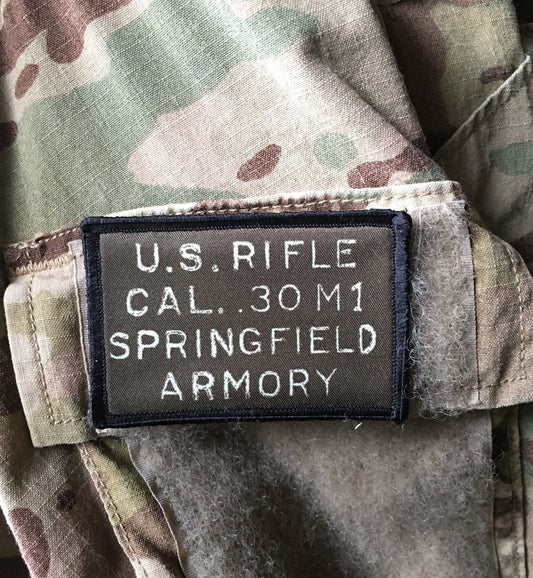 U.S. RIFLE
CAL. .30 M1
SPRINGFIELD
ARMORY